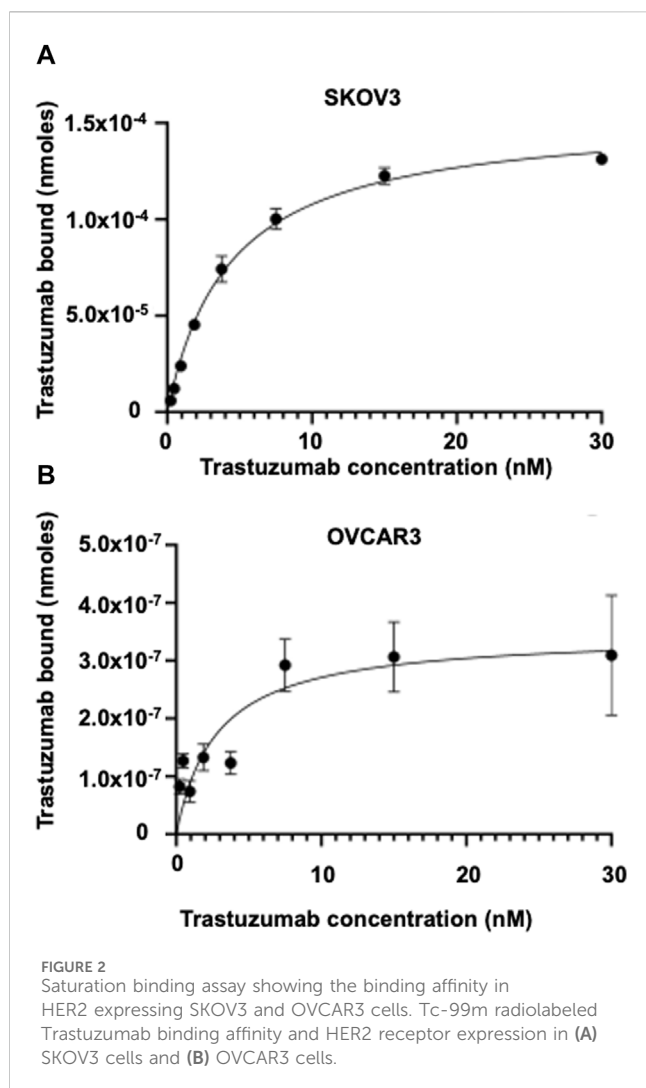 A
SKOV3
Trastuzumab bound (nmoles)
1.5x10⁻⁴
1.0x10⁻⁴
5.0x10⁻⁵
0
0 10 20 30
Trastuzumab concentration (nM)
B
OVCAR3
Trastuzumab bound (nmoles)
5.0x10⁻⁷
4.0x10⁻⁷
3.0x10⁻⁷
2.0x10⁻⁷
1.0x10⁻⁷
0
0 10 20 30
Trastuzumab concentration (nM)
FIGURE 2
Saturation binding assay showing the binding affinity in
HER2 expressing SKOV3 and OVCAR3 cells. Tc-99m radiolabeled
Trastuzumab binding affinity and HER2 receptor expression in (A)
SKOV3 cells and (B) OVCAR3 cells.